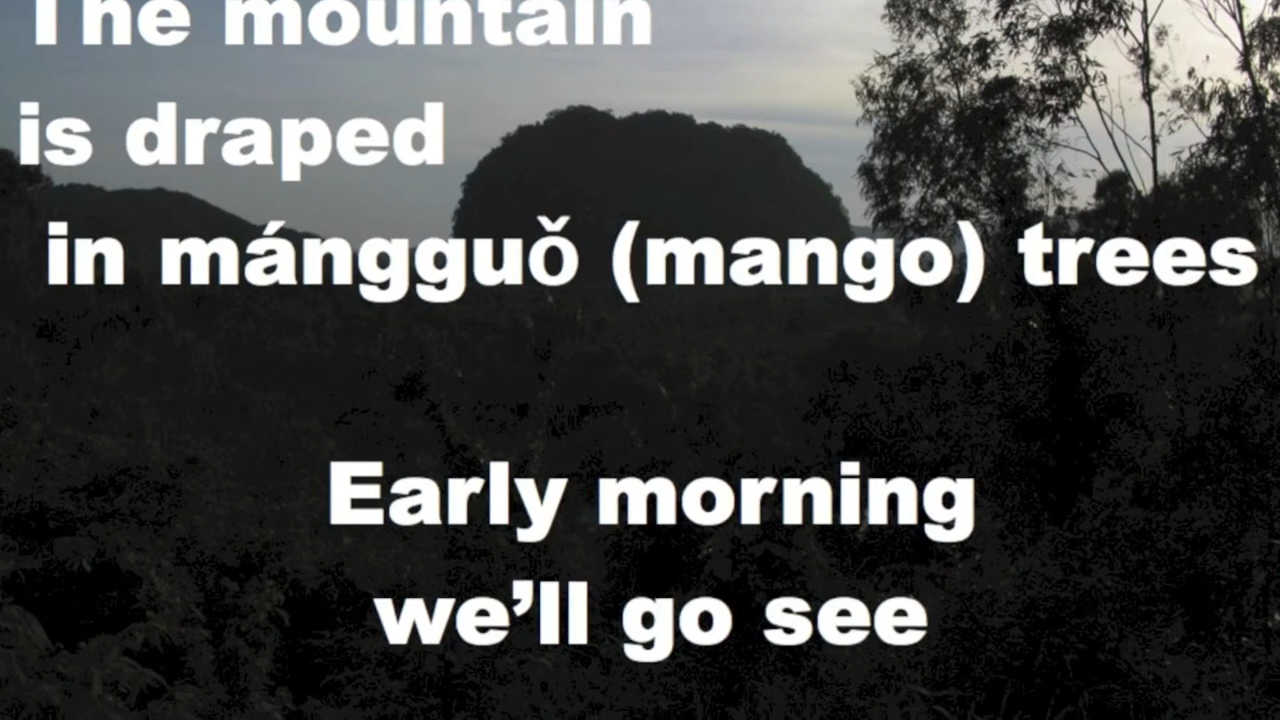 The mountain
is draped
in mángguǒ (mango) trees
Early morning
we’ll go see